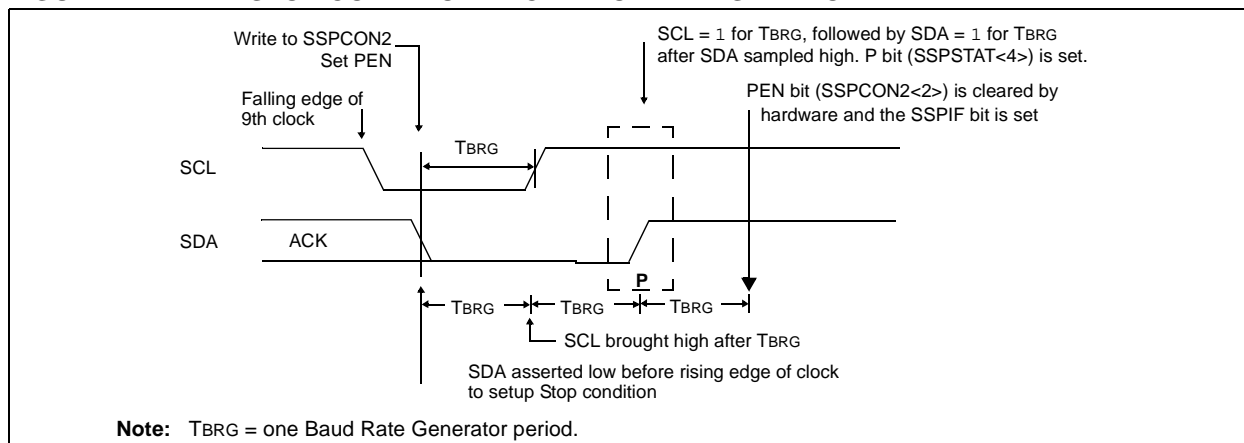 Write to SSPCON2
Set PEN
SCL = 1 for TBRG, followed by SDA = 1 for TBRG
after SDA sampled high. P bit (SSPSTAT<4>) is set.
Falling edge of
9th clock
PEN bit (SSPCON2<2>) is cleared by
hardware and the SSPIF bit is set
TBRG
SCL
SDA
ACK
P
TBRG
TBRG
TBRG
SCL brought high after TBRG
SDA asserted low before rising edge of clock
to setup Stop condition
Note: TBRG = one Baud Rate Generator period.